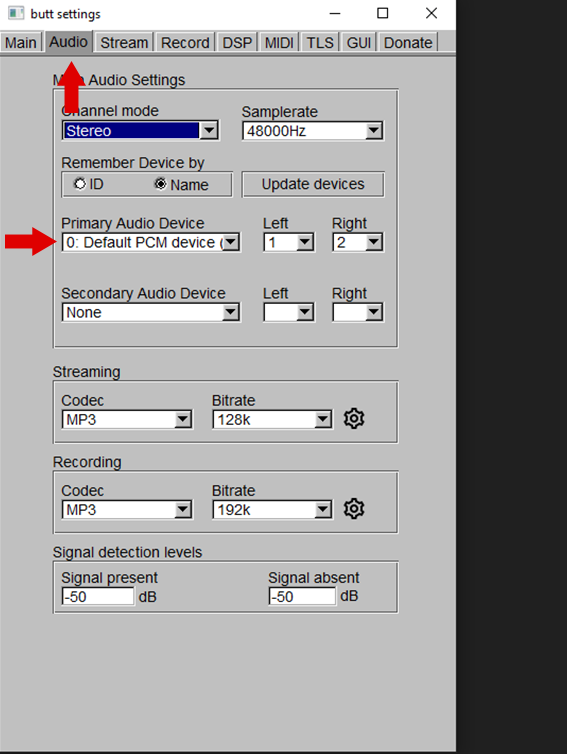 butt settings
Main Audio Stream Record DSP MIDI TLS GUI Donate
Audio Settings
Channel mode Samplerate
Stereo 48000Hz
Remember Device by
ID Name Update devices
Primary Audio Device Left Right
0: Default PCM device ( 1 2
Secondary Audio Device Left Right
None
Streaming
Codec Bitrate
MP3 128k
Recording
Codec Bitrate
MP3 192k
Signal detection levels
Signal present Signal absent
-50 dB -50 dB